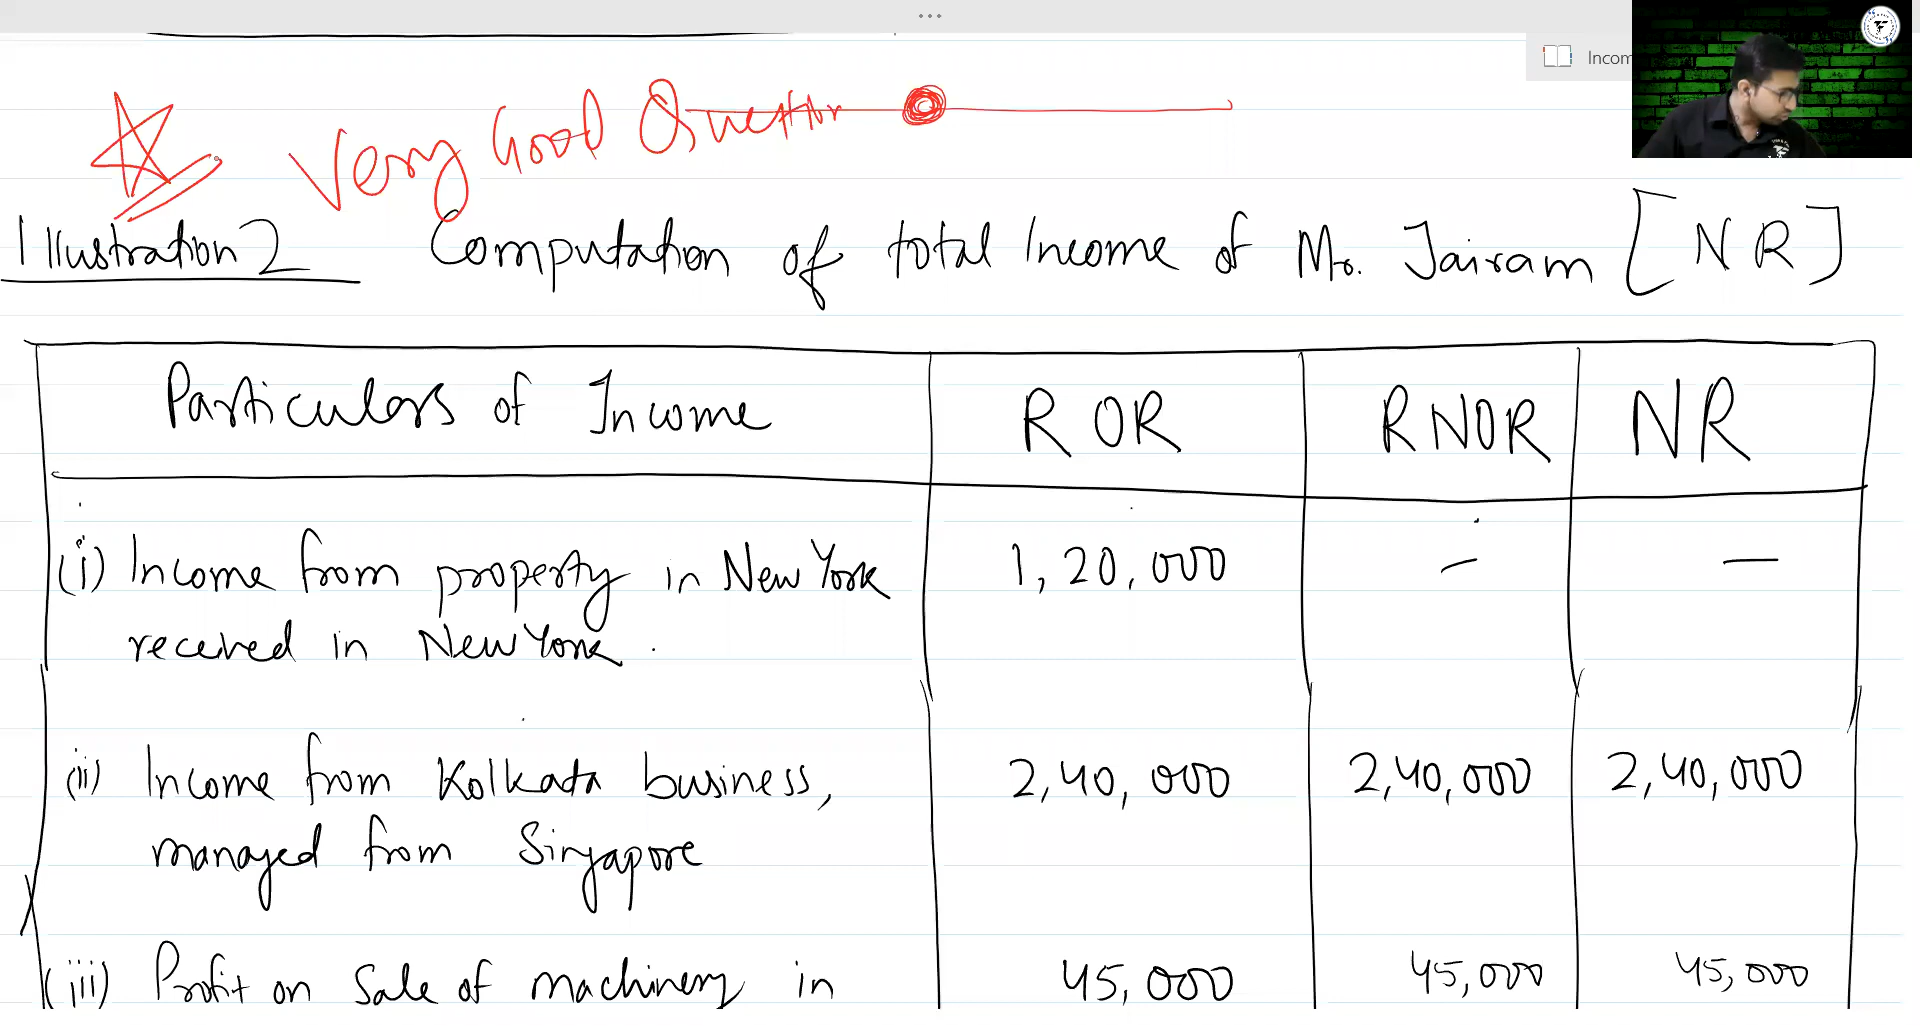 Incom
Very Good Question
Illustration 2 Computation of total Income of Mr. Jairam [NR]
Particulars of Income ROR RNOR NR
(i) Income from property in New York 1,20,000 – –
received in New York.
(ii) Income from Kolkata business, 2,40,000 2,40,000 2,40,000
managed from Singapore
(iii) Profit on Sale of machinery in 45,000 45,000 45,000